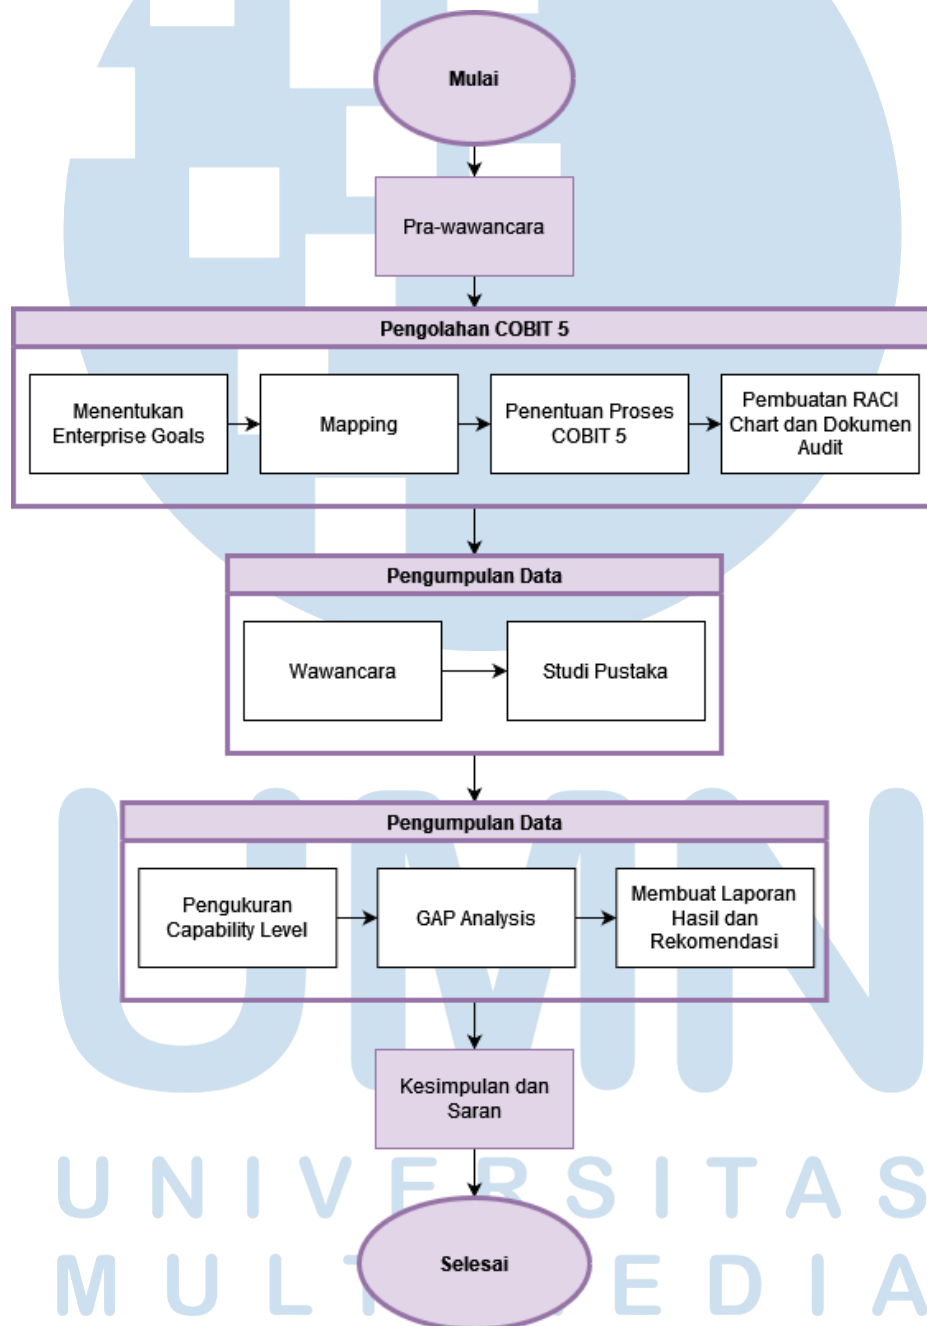 Mulai
Pra-wawancara
Pengolahan COBIT 5
Menentukan
Enterprise Goals
Mapping
Penentuan Proses
COBIT 5
Pembuatan RACI
Chart dan Dokumen
Audit
Pengumpulan Data
Wawancara
Studi Pustaka
Pengumpulan Data
Pengukuran
Capability Level
GAP Analysis
Membuat Laporan
Hasil dan
Rekomendasi
Kesimpulan dan
Saran
Selesai
UMN
UNIVERSITAS
MULTIMEDIA